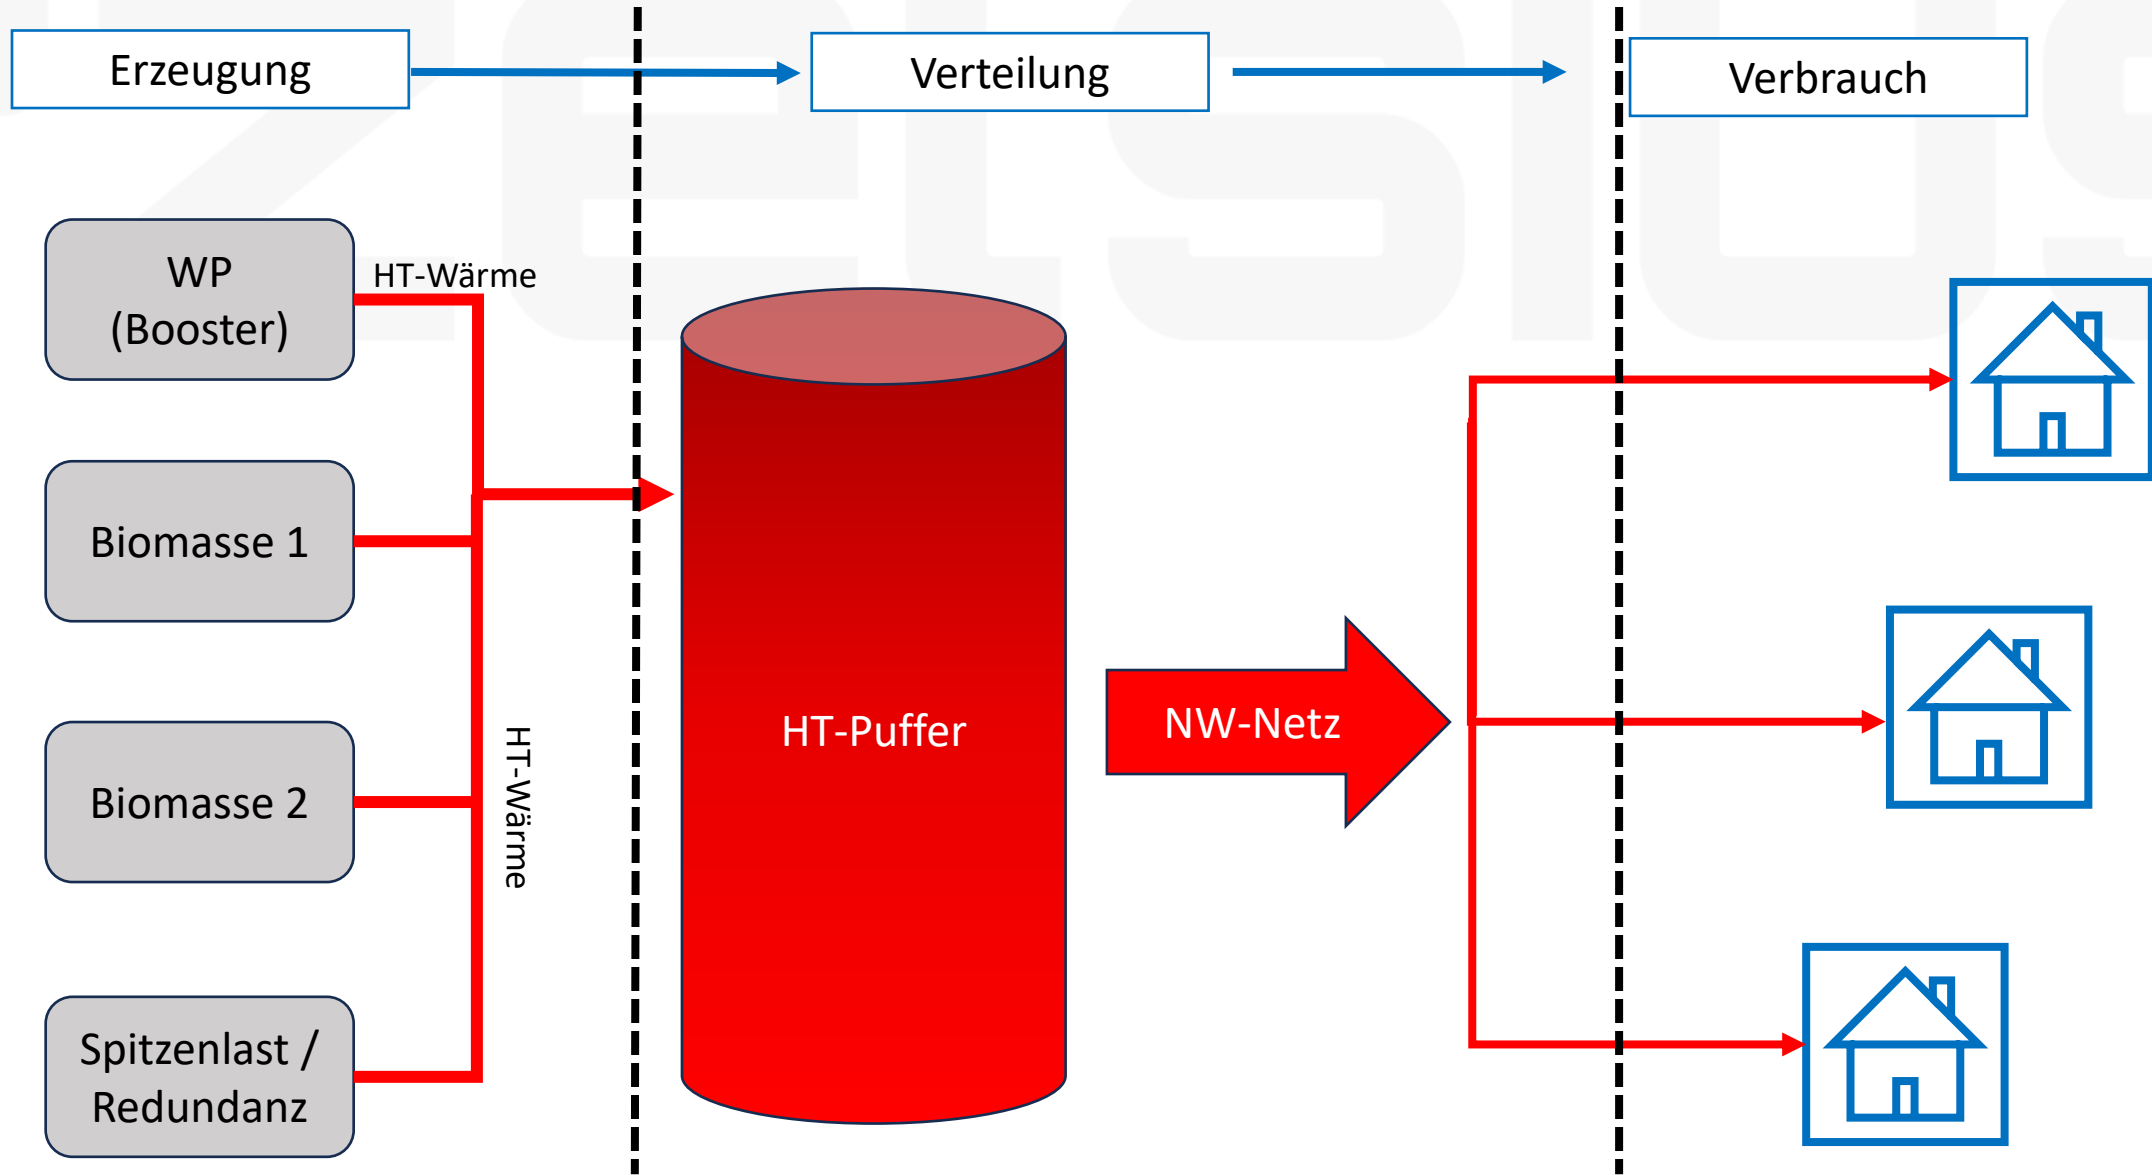 Erzeugung
Verteilung
Verbrauch
WP
(Booster)
HT-Wärme
Biomasse 1
Biomasse 2
HT-Wärme
Spitzenlast /
Redundanz
HT-Puffer
NW-Netz